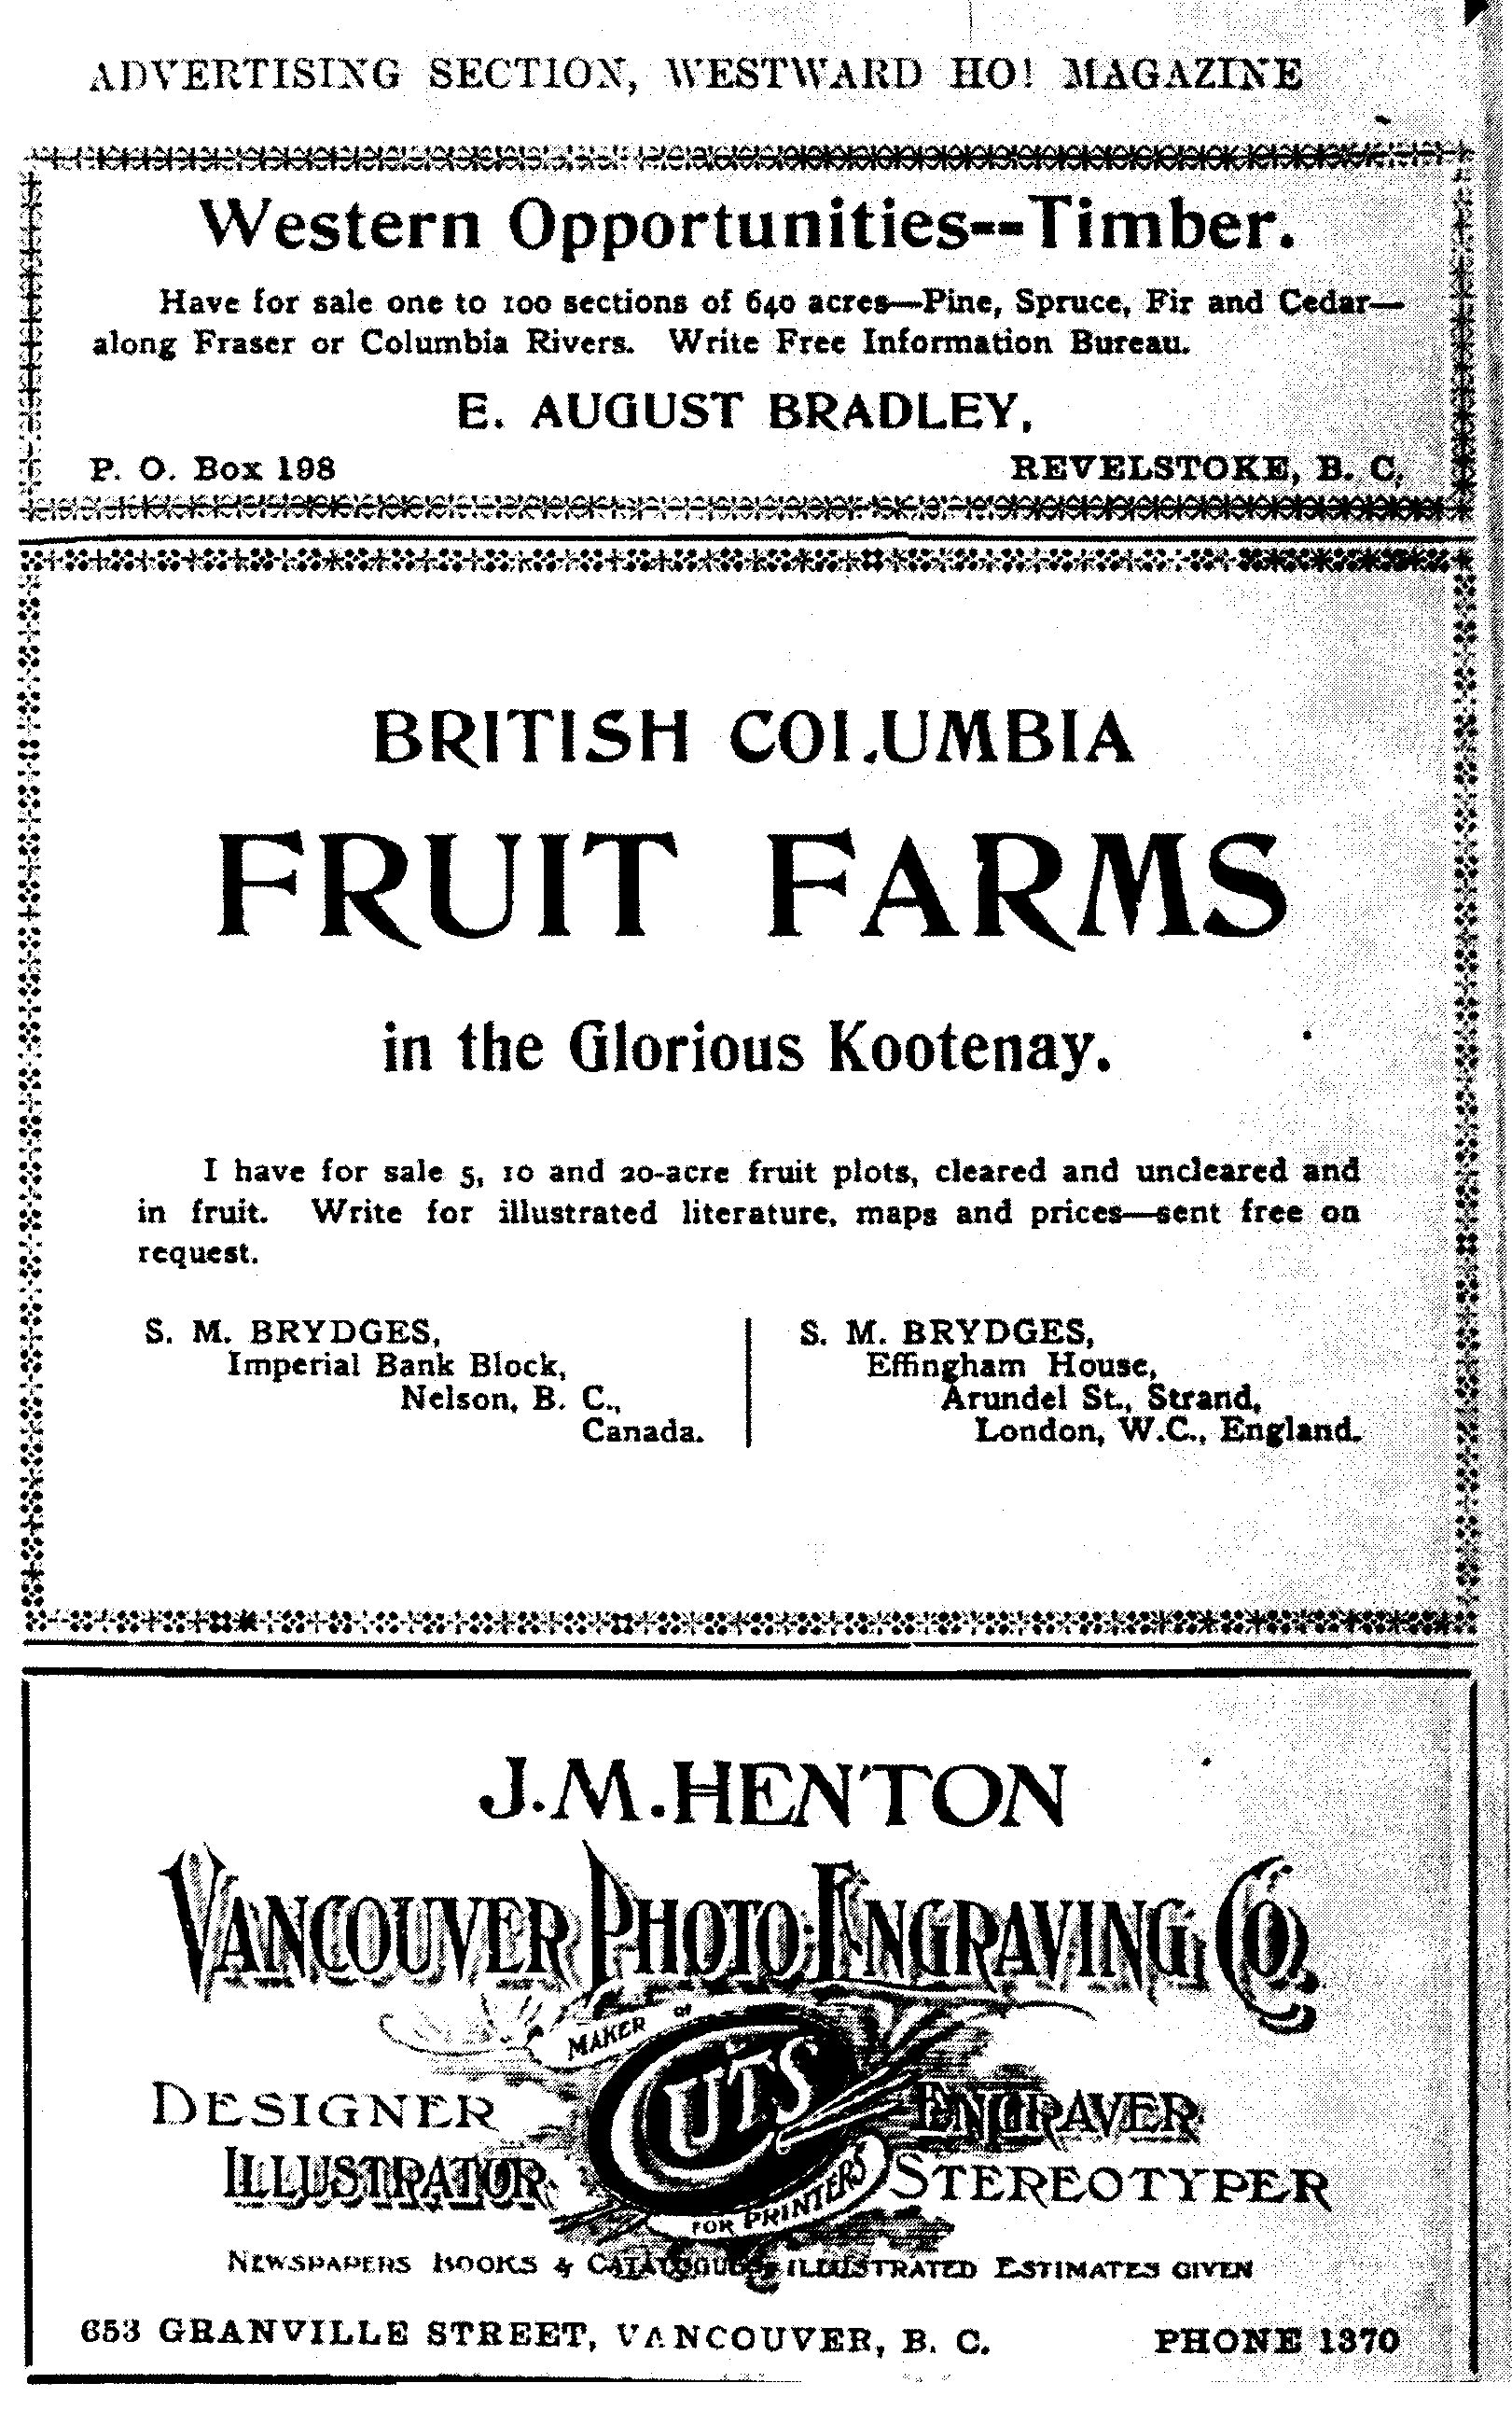 ADVERTISING SECTION, WESTWARD HO! MAGAZINE
Western Opportunities--Timber.
Have for sale one to 100 sections of 640 acres—Pine, Spruce, Fir and Cedar—
along Fraser or Columbia Rivers. Write Free Information Bureau.
E. AUGUST BRADLEY,
P. O. Box 198 REVELSTOKE, B. C.
BRITISH COLUMBIA
FRUIT FARMS
in the Glorious Kootenay.
I have for sale 5, 10 and 20-acre fruit plots, cleared and uncleared and
in fruit. Write for illustrated literature, maps and prices—sent free on
request.
S. M. BRYDGES,
Imperial Bank Block,
Nelson, B. C.,
Canada.
S. M. BRYDGES,
Effingham House,
Arundel St., Strand,
London, W.C., England.
J.M.HENTON
VANCOUVER PHOTO-ENGRAVING CO.
MAKER OF
CUTS
FOR PRINTERS
DESIGNER
ILLUSTRATOR
ENGRAVER
STEREOTYPER
NEWSPAPERS BOOKS & CATALOGUES ILLUSTRATED ESTIMATES GIVEN
653 GRANVILLE STREET, VANCOUVER, B. C. PHONE 1370